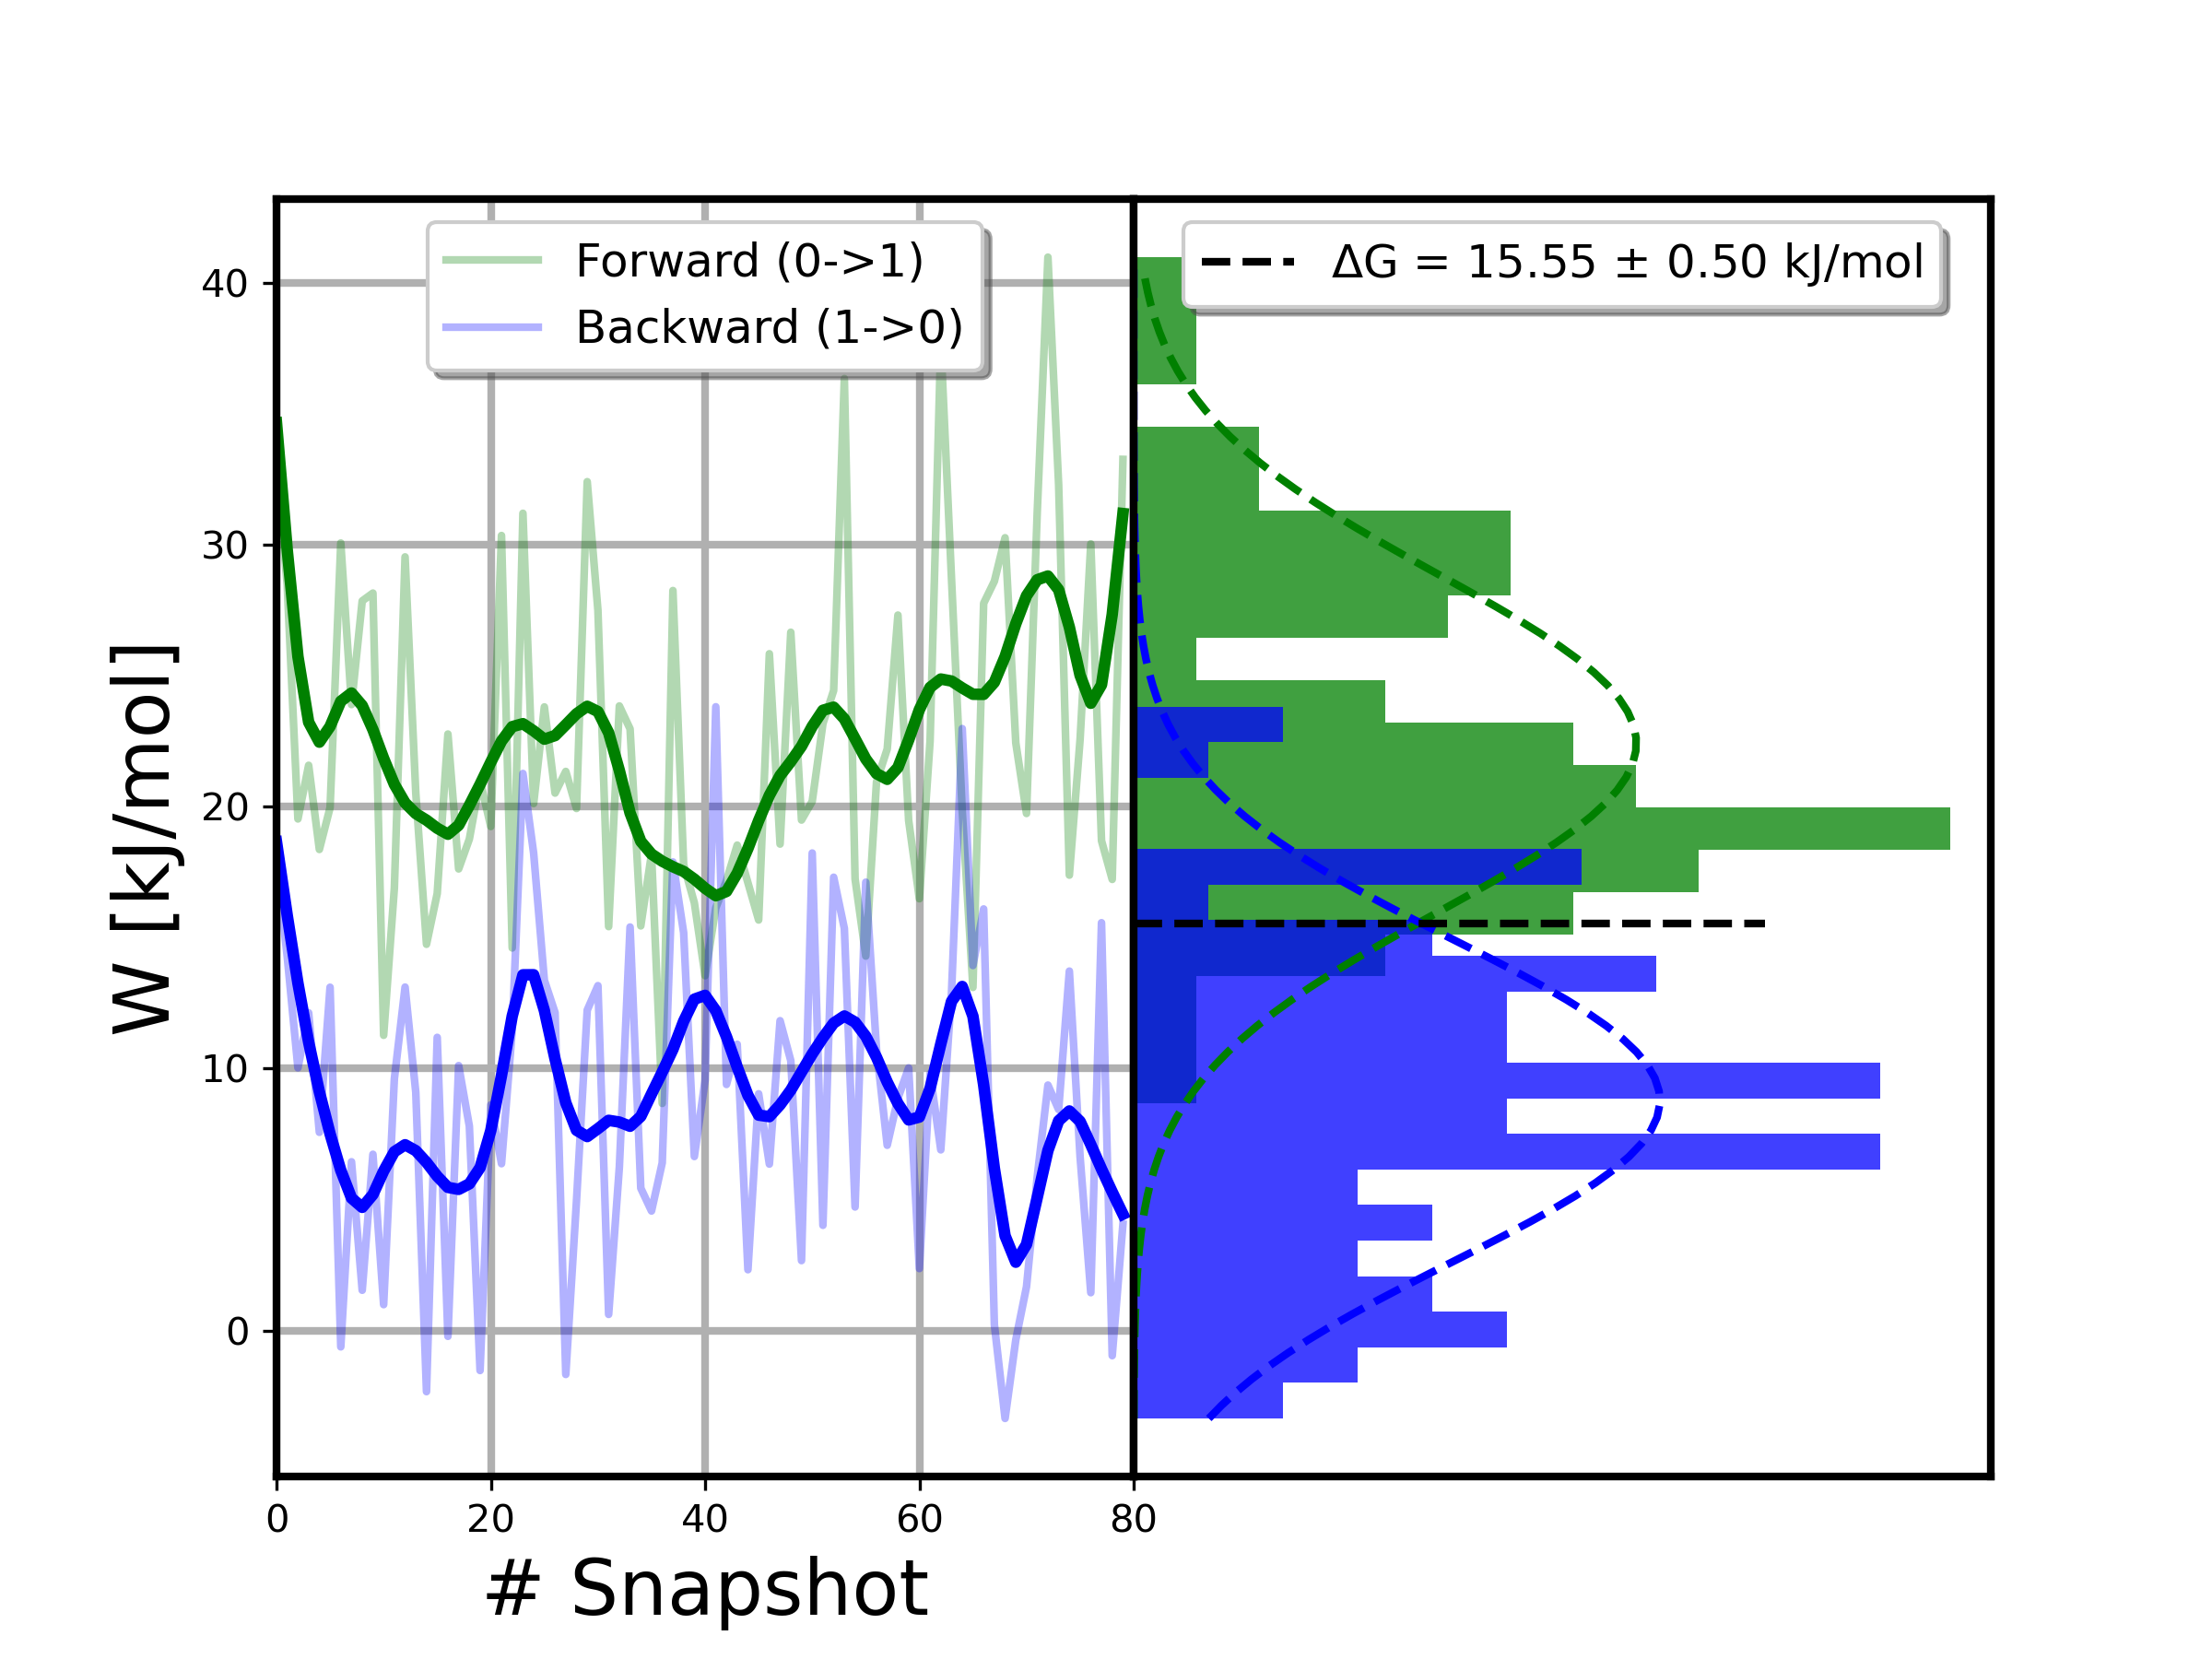 Forward (0->1)
Backward (1->0)
ΔG = 15.55 ± 0.50 kJ/mol
40
30
20
10
0
W [kJ/mol]
0 20 40 60 80
# Snapshot